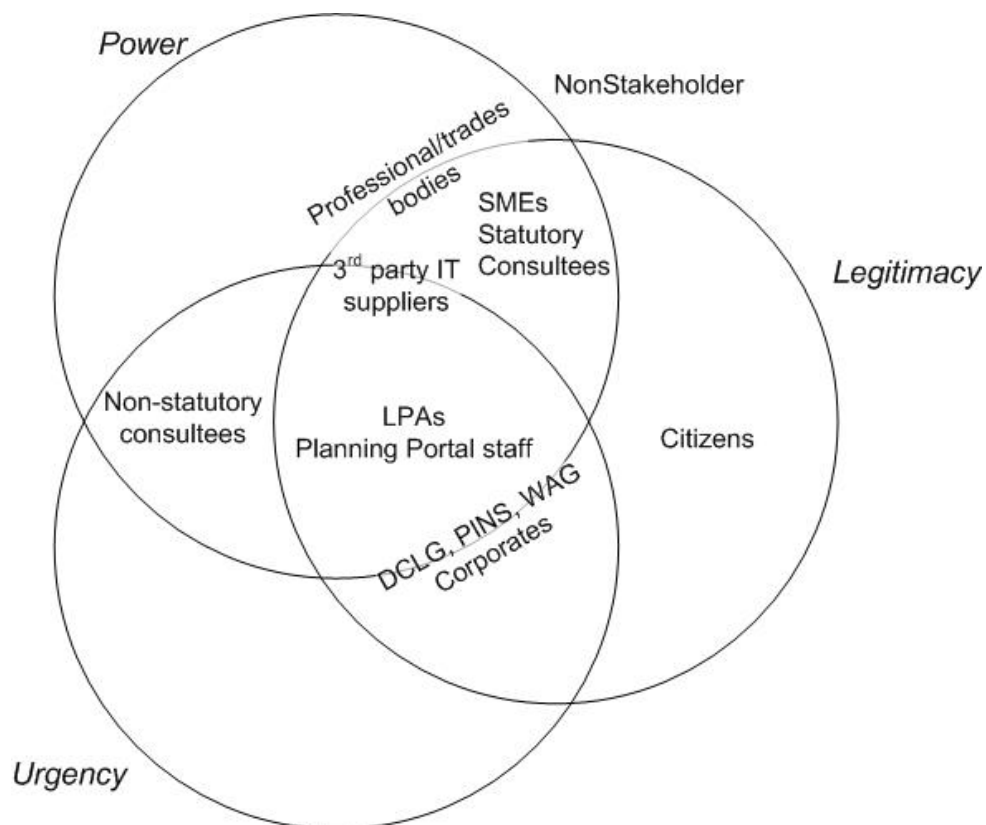 Power
NonStakeholder
Professional/trades
bodies
SMEs
Statutory
Consultees
3rd party IT
suppliers
Legitimacy
Non-statutory
consultees
LPAs
Planning Portal staff
Citizens
DCLG, PINS, WAG
Corporates
Urgency